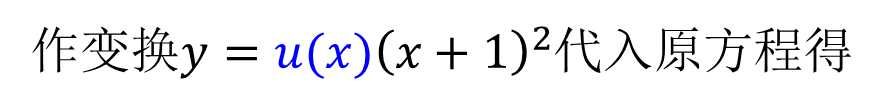 作变换y = u(x)(x + 1)²代入原方程得